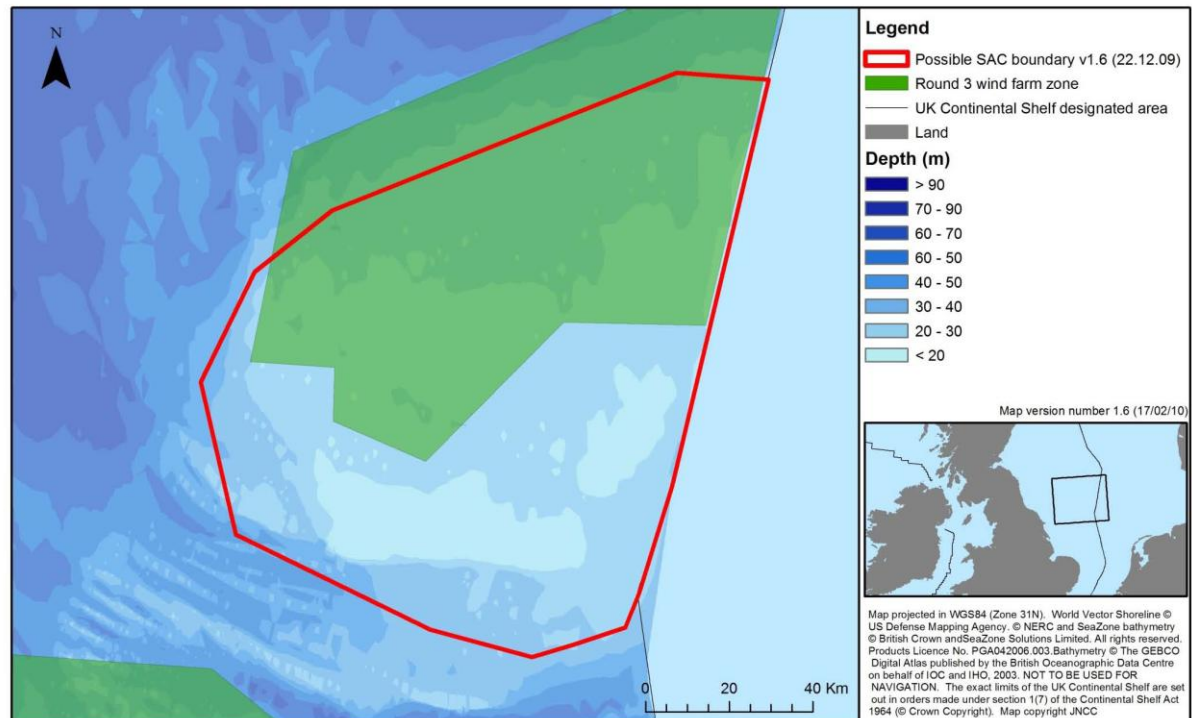 N
0 20 40 Km
Legend
Possible SAC boundary v1.6 (22.12.09)
Round 3 wind farm zone
UK Continental Shelf designated area
Land
Depth (m)
> 90
70 - 90
60 - 70
60 - 50
40 - 50
30 - 40
20 - 30
< 20
Map version number 1.6 (17/02/10)
Map projected in WGS84 (Zone 31N). World Vector Shoreline ©
US Defense Mapping Agency. © NERC and SeaZone bathymetry
© British Crown andSeaZone Solutions Limited. All rights reserved.
Products Licence No. PGA042006.003.Bathymetry © The GEBCO
Digital Atlas published by the British Oceanographic Data Centre
on behalf of IOC and IHO, 2003. NOT TO BE USED FOR
NAVIGATION. The exact limits of the UK Continental Shelf are set
out in orders made under section 1(7) of the Continental Shelf Act
1964 (© Crown Copyright). Map copyright JNCC